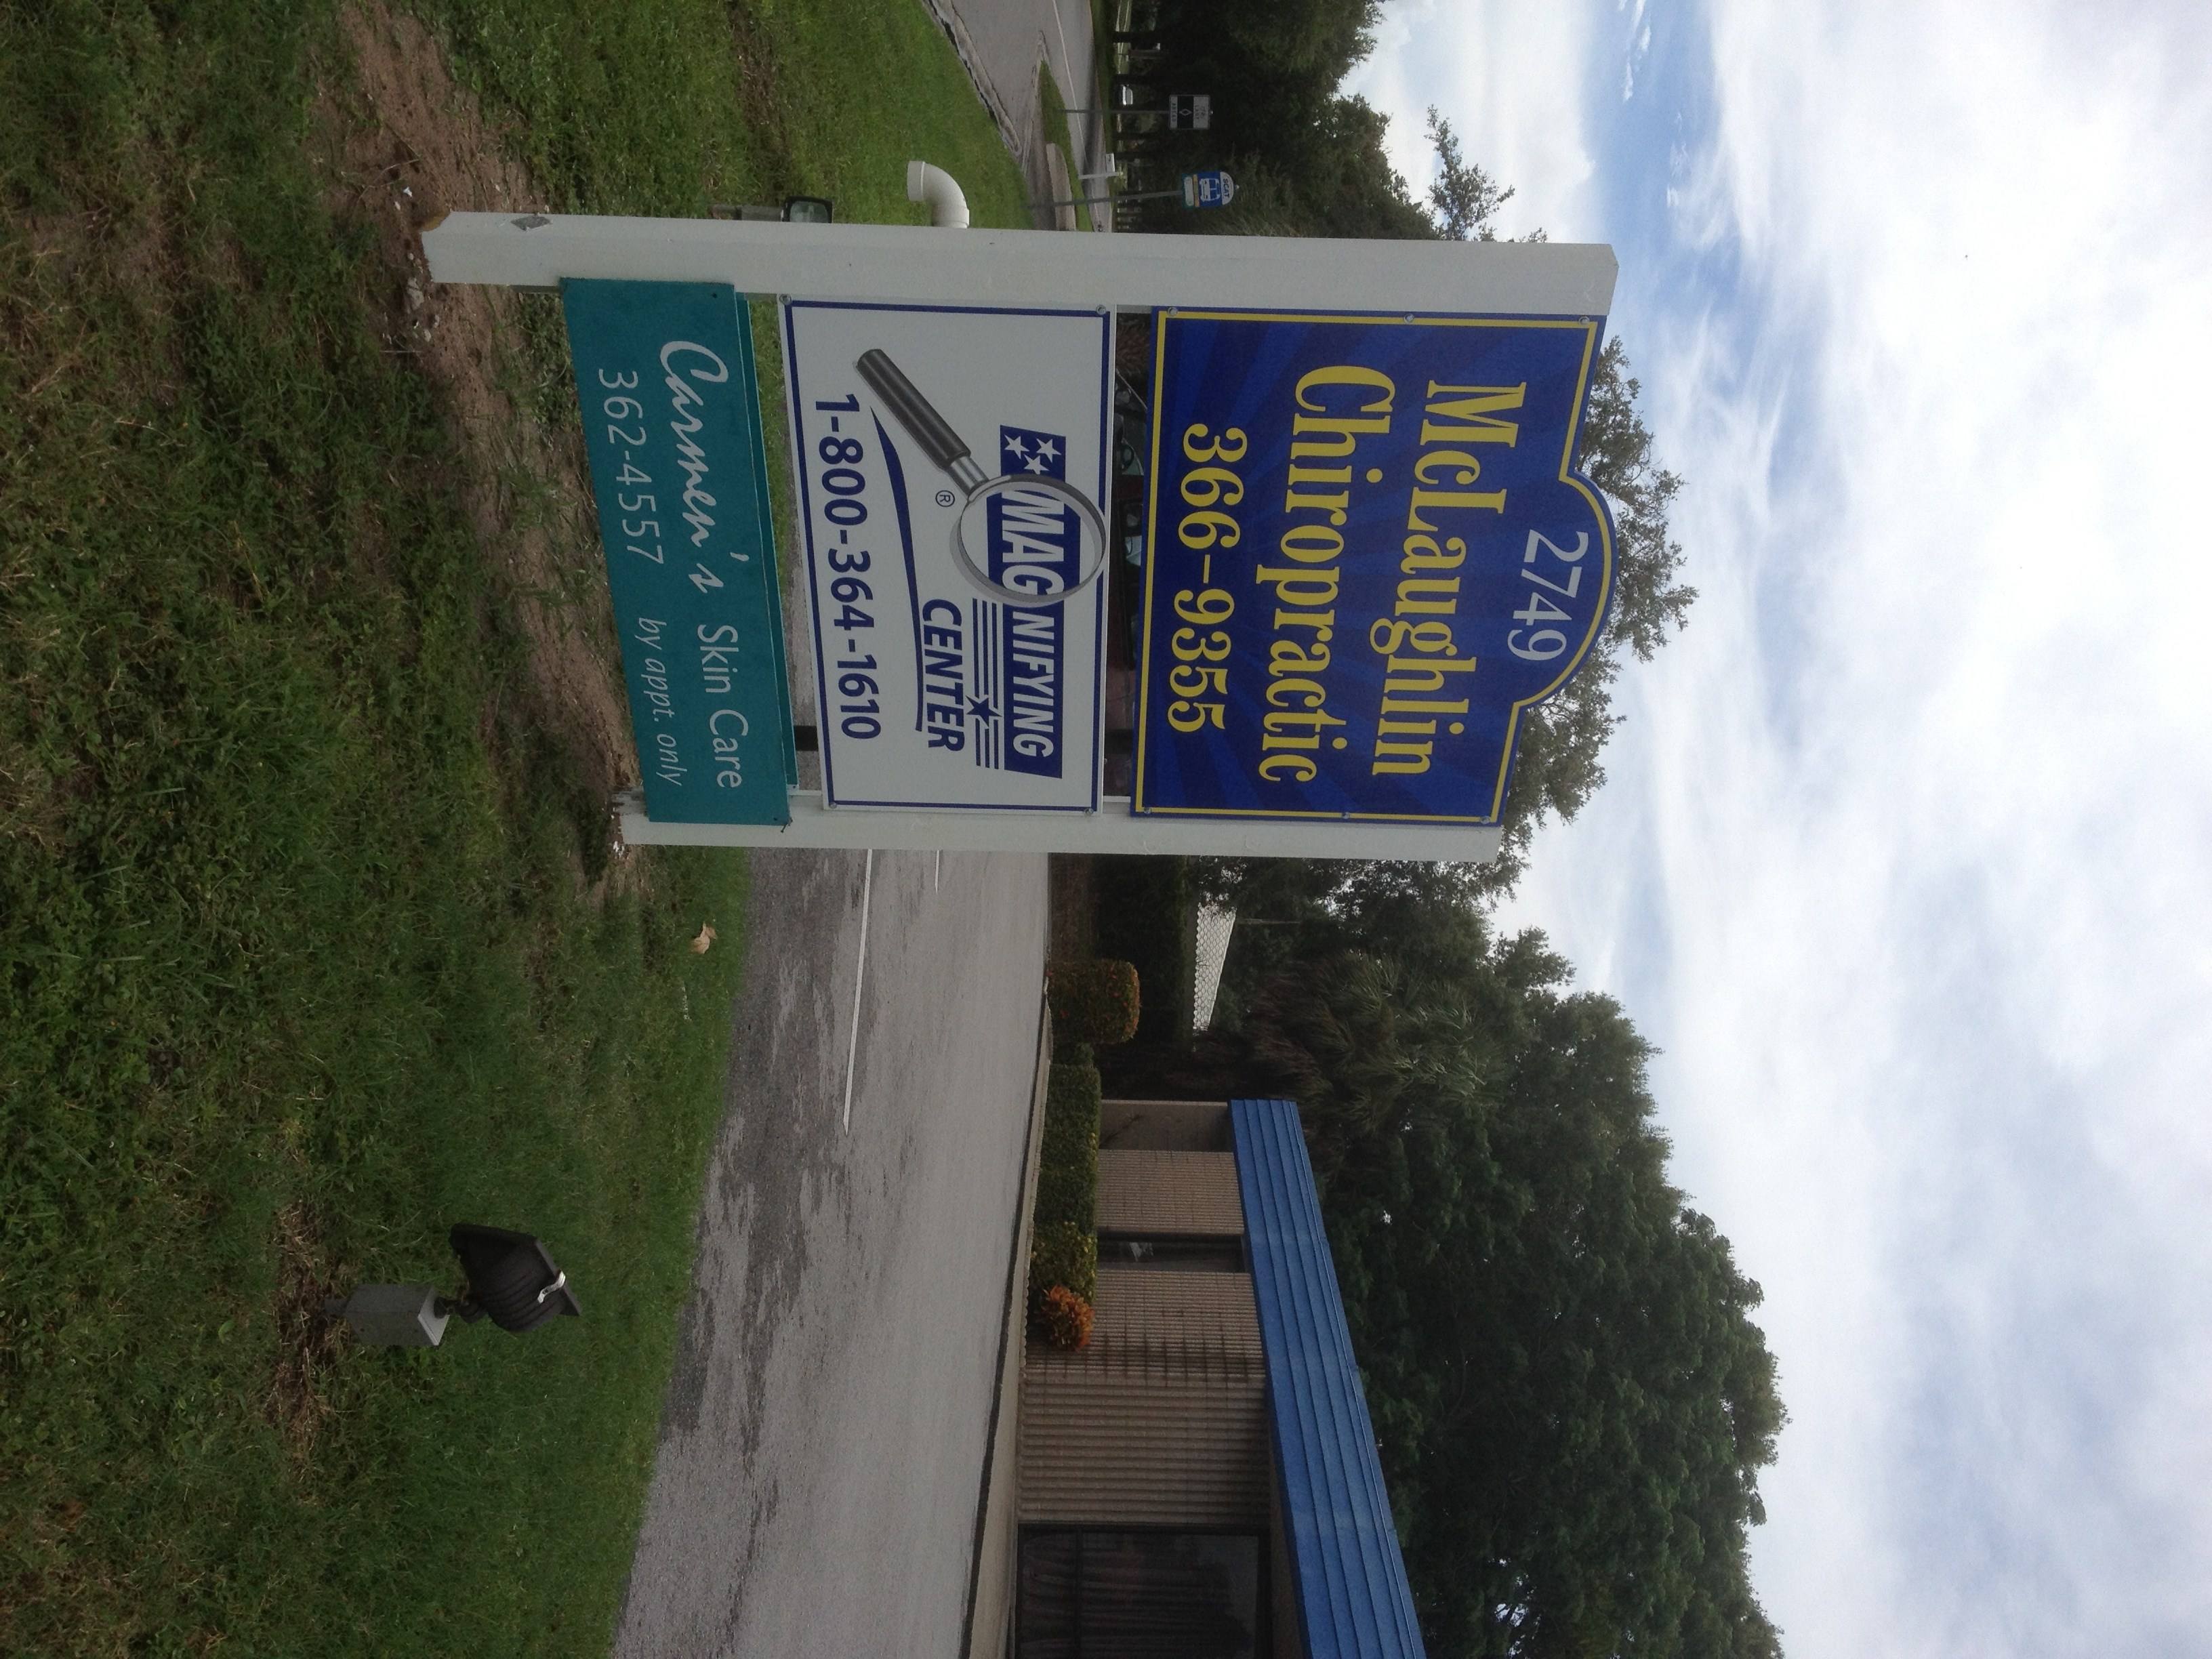 2749
McLaughlin
Chiropractic
366-9355
MAGNIFYING
CENTER
®
1-800-364-1610
Carmen's Skin Care
362-4557 by appt. only
SCAT